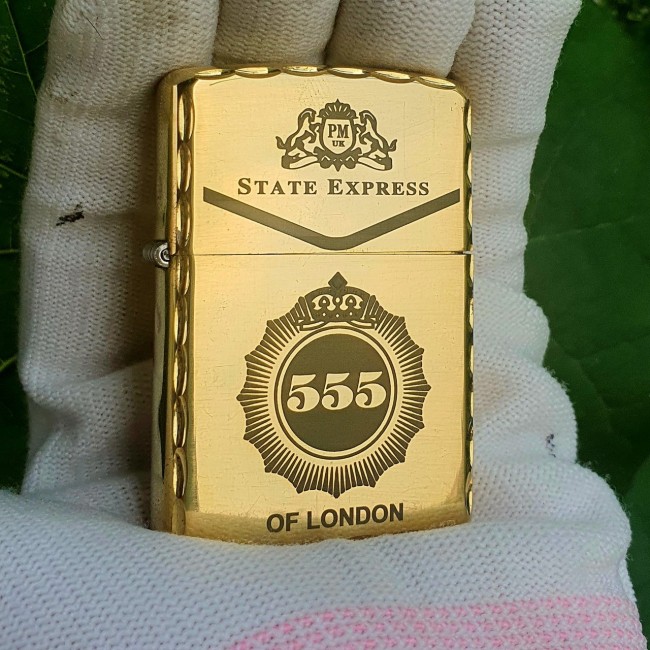 PM
UK
STATE EXPRESS
555
OF LONDON